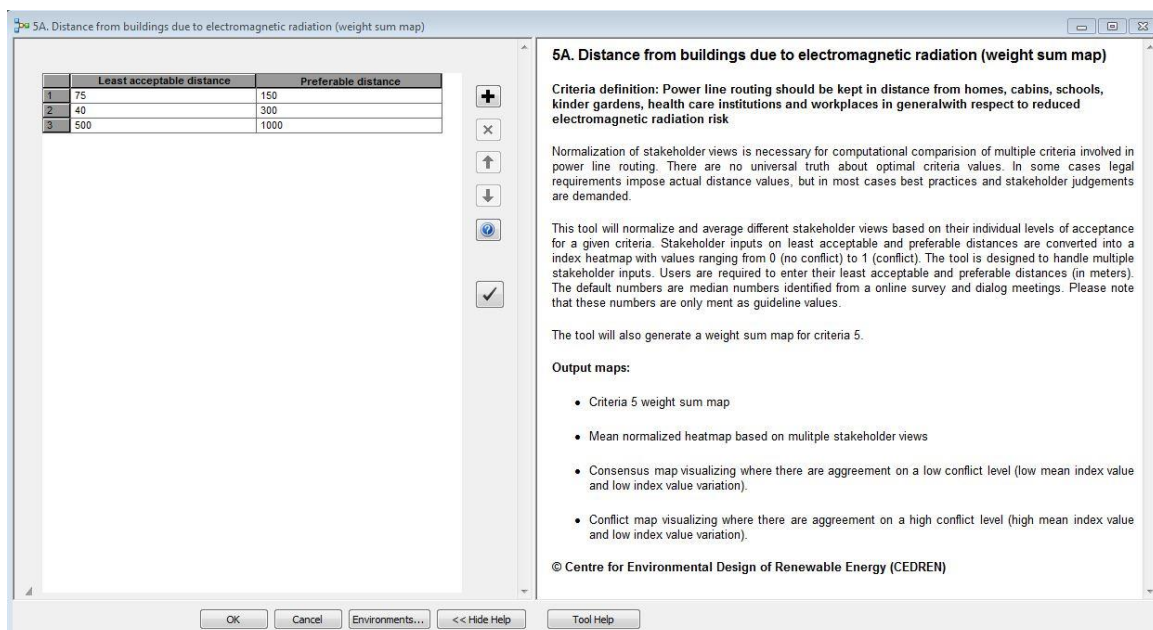 5A. Distance from buildings due to electromagnetic radiation (weight sum map)
Least acceptable distance Preferable distance
1 75 150
2 40 300
3 500 1000
5A. Distance from buildings due to electromagnetic radiation (weight sum map)
Criteria definition: Power line routing should be kept in distance from homes, cabins, schools,
kinder gardens, health care institutions and workplaces in generalwith respect to reduced
electromagnetic radiation risk
Normalization of stakeholder views is necessary for computational comparision of multiple criteria involved in
power line routing. There are no universal truth about optimal criteria values. In some cases legal
requirements impose actual distance values, but in most cases best practices and stakeholder judgements
are demanded.
This tool will normalize and average different stakeholder views based on their individual levels of acceptance
for a given criteria. Stakeholder inputs on least acceptable and preferable distances are converted into a
index heatmap with values ranging from 0 (no conflict) to 1 (conflict). The tool is designed to handle multiple
stakeholder inputs. Users are required to enter their least acceptable and preferable distances (in meters).
The default numbers are median numbers identified from a online survey and dialog meetings. Please note
that these numbers are only ment as guideline values.
The tool will also generate a weight sum map for criteria 5.
Output maps:
• Criteria 5 weight sum map
• Mean normalized heatmap based on mulitple stakeholder views
• Consensus map visualizing where there are aggreement on a low conflict level (low mean index value
and low index value variation).
• Conflict map visualizing where there are aggreement on a high conflict level (high mean index value
and low index value variation).
© Centre for Environmental Design of Renewable Energy (CEDREN)
OK Cancel Environments... << Hide Help Tool Help